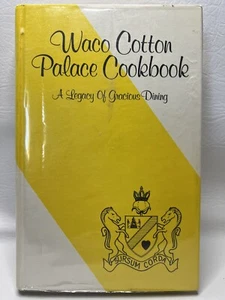 Waco Cotton
Palace Cookbook
A Legacy Of Gracious Dining
SURSUM CORDA